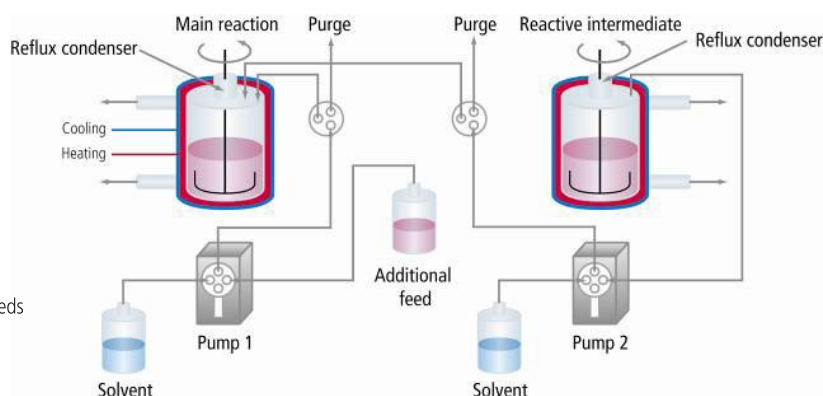 Main reaction
Purge
Purge
Reactive intermediate
Reflux condenser
Reflux condenser
Cooling
Heating
Additional
feed
eds
Pump 1
Pump 2
Solvent
Solvent